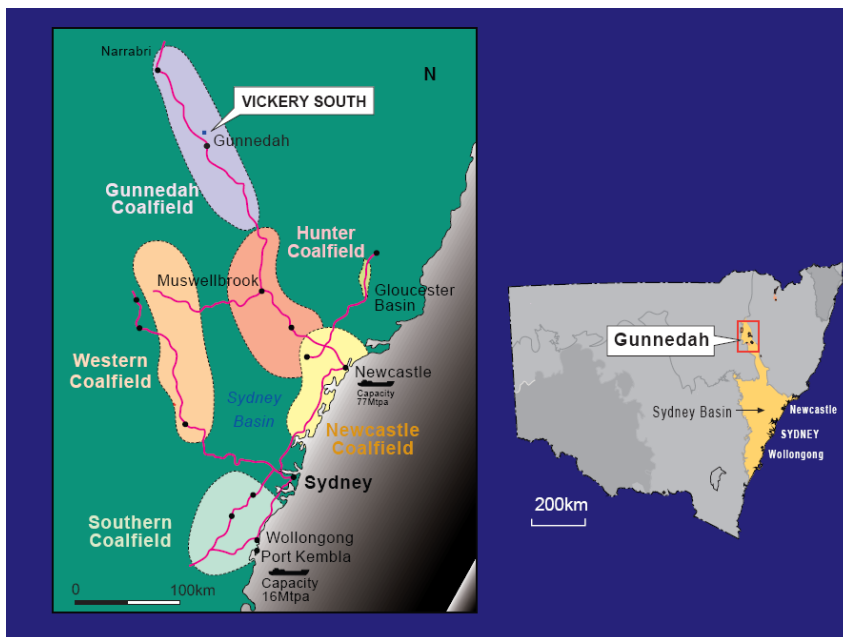 Narrabri
N
VICKERY SOUTH
Gunnedah
Gunnedah
Coalfield
Hunter
Coalfield
Muswellbrook
Gloucester
Basin
Western
Coalfield
Sydney
Basin
Newcastle
Capacity
77Mtpa
Newcastle
Coalfield
Sydney
Southern
Coalfield
Wollongong
Port Kembla
Capacity
16Mtpa
0 100km
Gunnedah
Sydney Basin
Newcastle
SYDNEY
Wollongong
200km